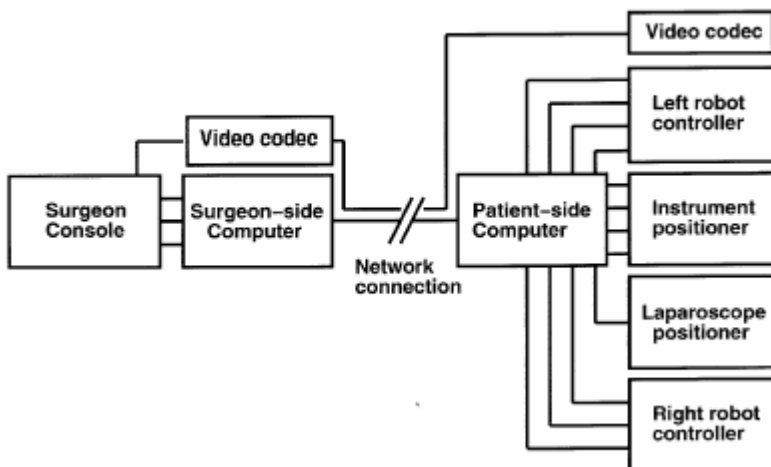 Video codec
Left robot
controller
Video codec
Surgeon
Console
Surgeon-side
Computer
Patient-side
Computer
Instrument
positioner
Network
connection
Laparoscope
positioner
Right robot
controller